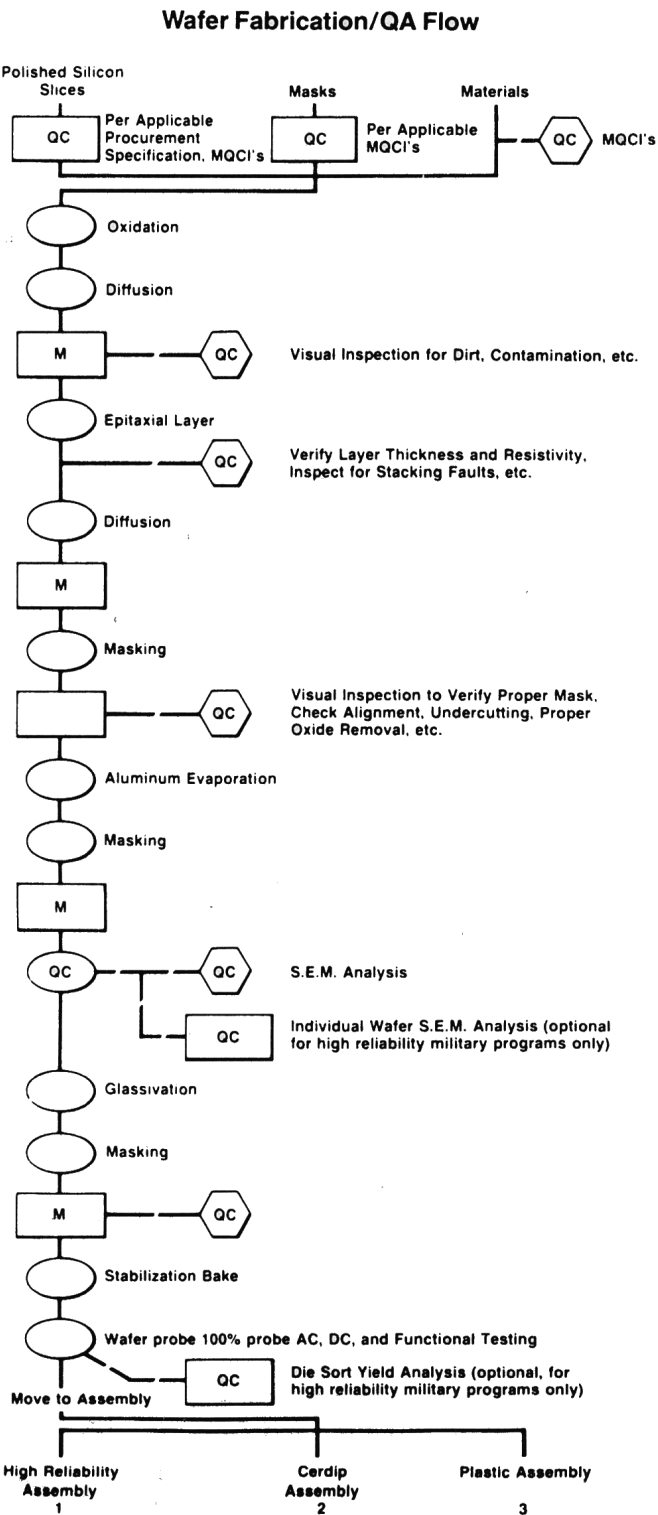 Wafer Fabrication/QA Flow
Polished Silicon
Slices
Masks
Materials
QC
Per Applicable
Procurement
Specification, MQCI's
QC
Per Applicable
MQCI's
QC
MQCI's
Oxidation
Diffusion
M
QC
Visual Inspection for Dirt, Contamination, etc.
Epitaxial Layer
QC
Verify Layer Thickness and Resistivity,
Inspect for Stacking Faults, etc.
Diffusion
M
Masking
QC
Visual Inspection to Verify Proper Mask,
Check Alignment, Undercutting, Proper
Oxide Removal, etc.
Aluminum Evaporation
Masking
M
QC
QC
S.E.M. Analysis
QC
Individual Wafer S.E.M. Analysis (optional
for high reliability military programs only)
Glassivation
Masking
M
QC
Stabilization Bake
Wafer probe 100% probe AC, DC, and Functional Testing
QC
Die Sort Yield Analysis (optional, for
high reliability military programs only)
Move to Assembly
High Reliability
Assembly
1
Cerdip
Assembly
2
Plastic Assembly
3